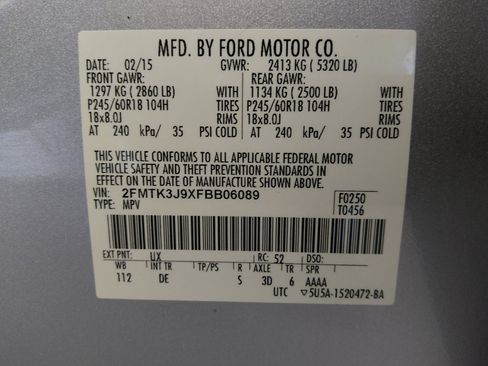 MFD. BY FORD MOTOR CO.
DATE: 02/15 GVWR: 2413 KG ( 5320 LB)
FRONT GAWR: REAR GAWR:
1297 KG ( 2860 LB) WITH 1134 KG ( 2500 LB) WITH
P245/60R18 104H TIRES P245/60R18 104H TIRES
18x8.0J RIMS 18x8.0J RIMS
AT 240 kPa/ 35 PSI COLD AT 240 kPa/ 35 PSI COLD
THIS VEHICLE CONFORMS TO ALL APPLICABLE FEDERAL MOTOR
VEHICLE SAFETY AND THEFT PREVENTION STANDARDS IN
EFFECT ON THE DATE OF MANUFACTURE SHOWN ABOVE.
VIN: 2FMTK3J9XFBB06089 F0250
TYPE: MPV T0456
EXT PNT: UX RC: 52 DSO:
WB INT TR TP/PS R AXLE TR SPR
112 DE S 3D 6 AAAA
UTC ▽5U5A-1520472-BA